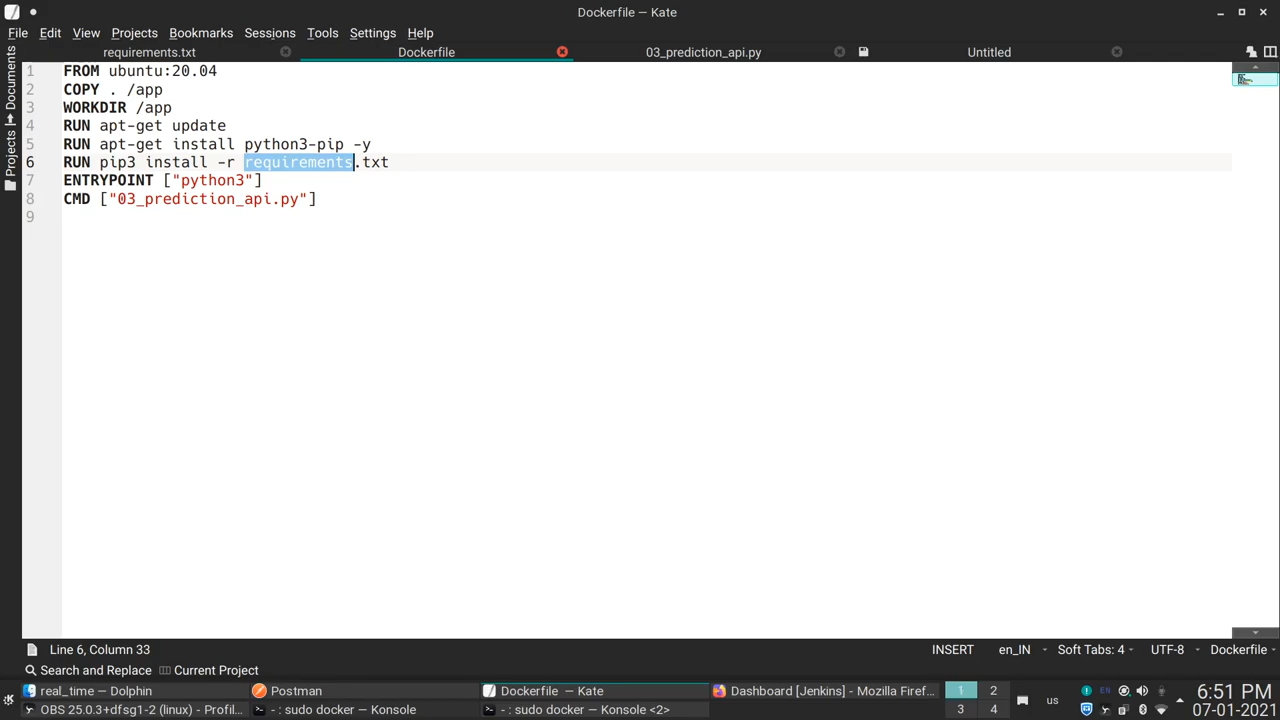 Dockerfile — Kate
File Edit View Projects Bookmarks Sessions Tools Settings Help
requirements.txt Dockerfile 03_prediction_api.py Untitled
Documents
Projects
1 FROM ubuntu:20.04
2 COPY . /app
3 WORKDIR /app
4 RUN apt-get update
5 RUN apt-get install python3-pip -y
6 RUN pip3 install -r requirements.txt
7 ENTRYPOINT ["python3"]
8 CMD ["03_prediction_api.py"]
9
Line 6, Column 33 INSERT en_IN Soft Tabs: 4 UTF-8 Dockerfile
Search and Replace Current Project
real_time — Dolphin Postman Dockerfile — Kate Dashboard [Jenkins] - Mozilla Firef... 1 2
OBS 25.0.3+dfsg1-2 (linux) - Profil... - : sudo docker — Konsole - : sudo docker — Konsole <2> 3 4
us EN 6:51 PM
07-01-2021